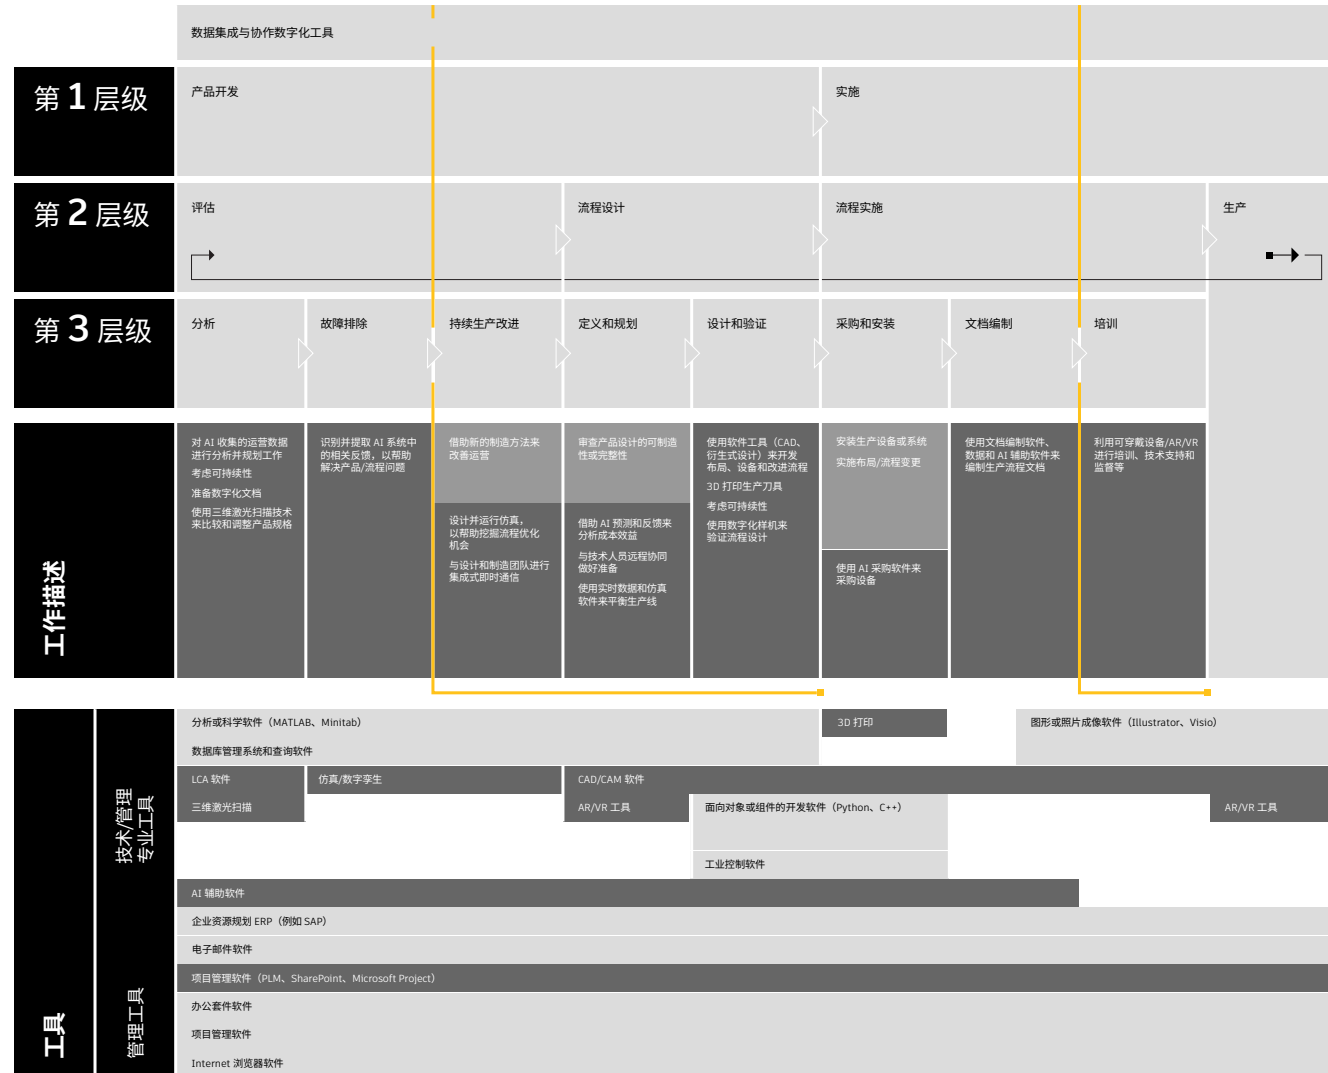 数据集成与协作数字化工具
第 1 层级
产品开发
实施
第 2 层级
评估
流程设计
流程实施
生产
第 3 层级
分析
故障排除
持续生产改进
定义和规划
设计和验证
采购和安装
文档编制
培训
工作描述
对 AI 收集的运营数据
进行分析并规划工作
考虑可持续性
准备数字化文档
使用三维激光扫描技术
来比较和调整产品规格
识别并提取 AI 系统中
的相关反馈，以帮助
解决产品/流程问题
借助新的制造方法来
改善运营
设计并运行仿真，
以帮助挖掘流程优化
机会
与设计和制造团队进行
集成式即时通信
审查产品设计的可制造
性或完整性
借助 AI 预测和反馈来
分析成本效益
与技术人员远程协同
做好准备
使用实时数据和仿真
软件来平衡生产线
使用软件工具（CAD、
衍生式设计）来开发
布局、设备和改进流程
3D 打印生产刀具
考虑可持续性
使用数字化样机来
验证流程设计
安装生产设备或系统
实施布局/流程变更
使用 AI 采购软件来
采购设备
使用文档编制软件、
数据和 AI 辅助软件来
编制生产流程文档
利用可穿戴设备/AR/VR
进行培训、技术支持和
监督等
工具
技术/管理
专业工具
分析或科学软件（MATLAB、Minitab）
3D 打印
图形或照片成像软件（Illustrator、Visio）
数据库管理系统和查询软件
LCA 软件
仿真/数字孪生
CAD/CAM 软件
三维激光扫描
AR/VR 工具
面向对象或组件的开发软件（Python、C++）
AR/VR 工具
工业控制软件
AI 辅助软件
管理工具
企业资源规划 ERP（例如 SAP）
电子邮件软件
项目管理软件（PLM、SharePoint、Microsoft Project）
办公套件软件
项目管理软件
Internet 浏览器软件